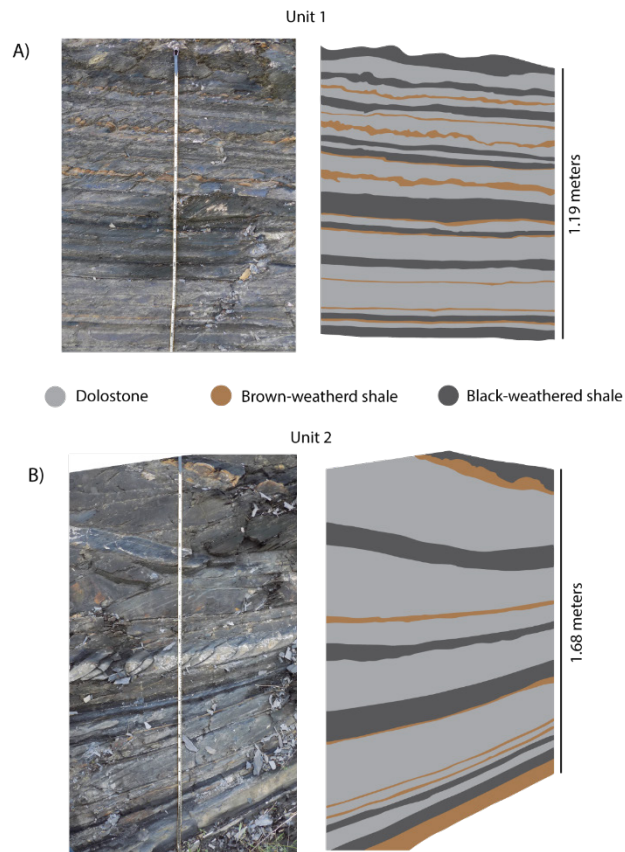 Unit 1
A)
1.19 meters
Dolostone
Brown-weatherd shale
Black-weathered shale
Unit 2
B)
1.68 meters